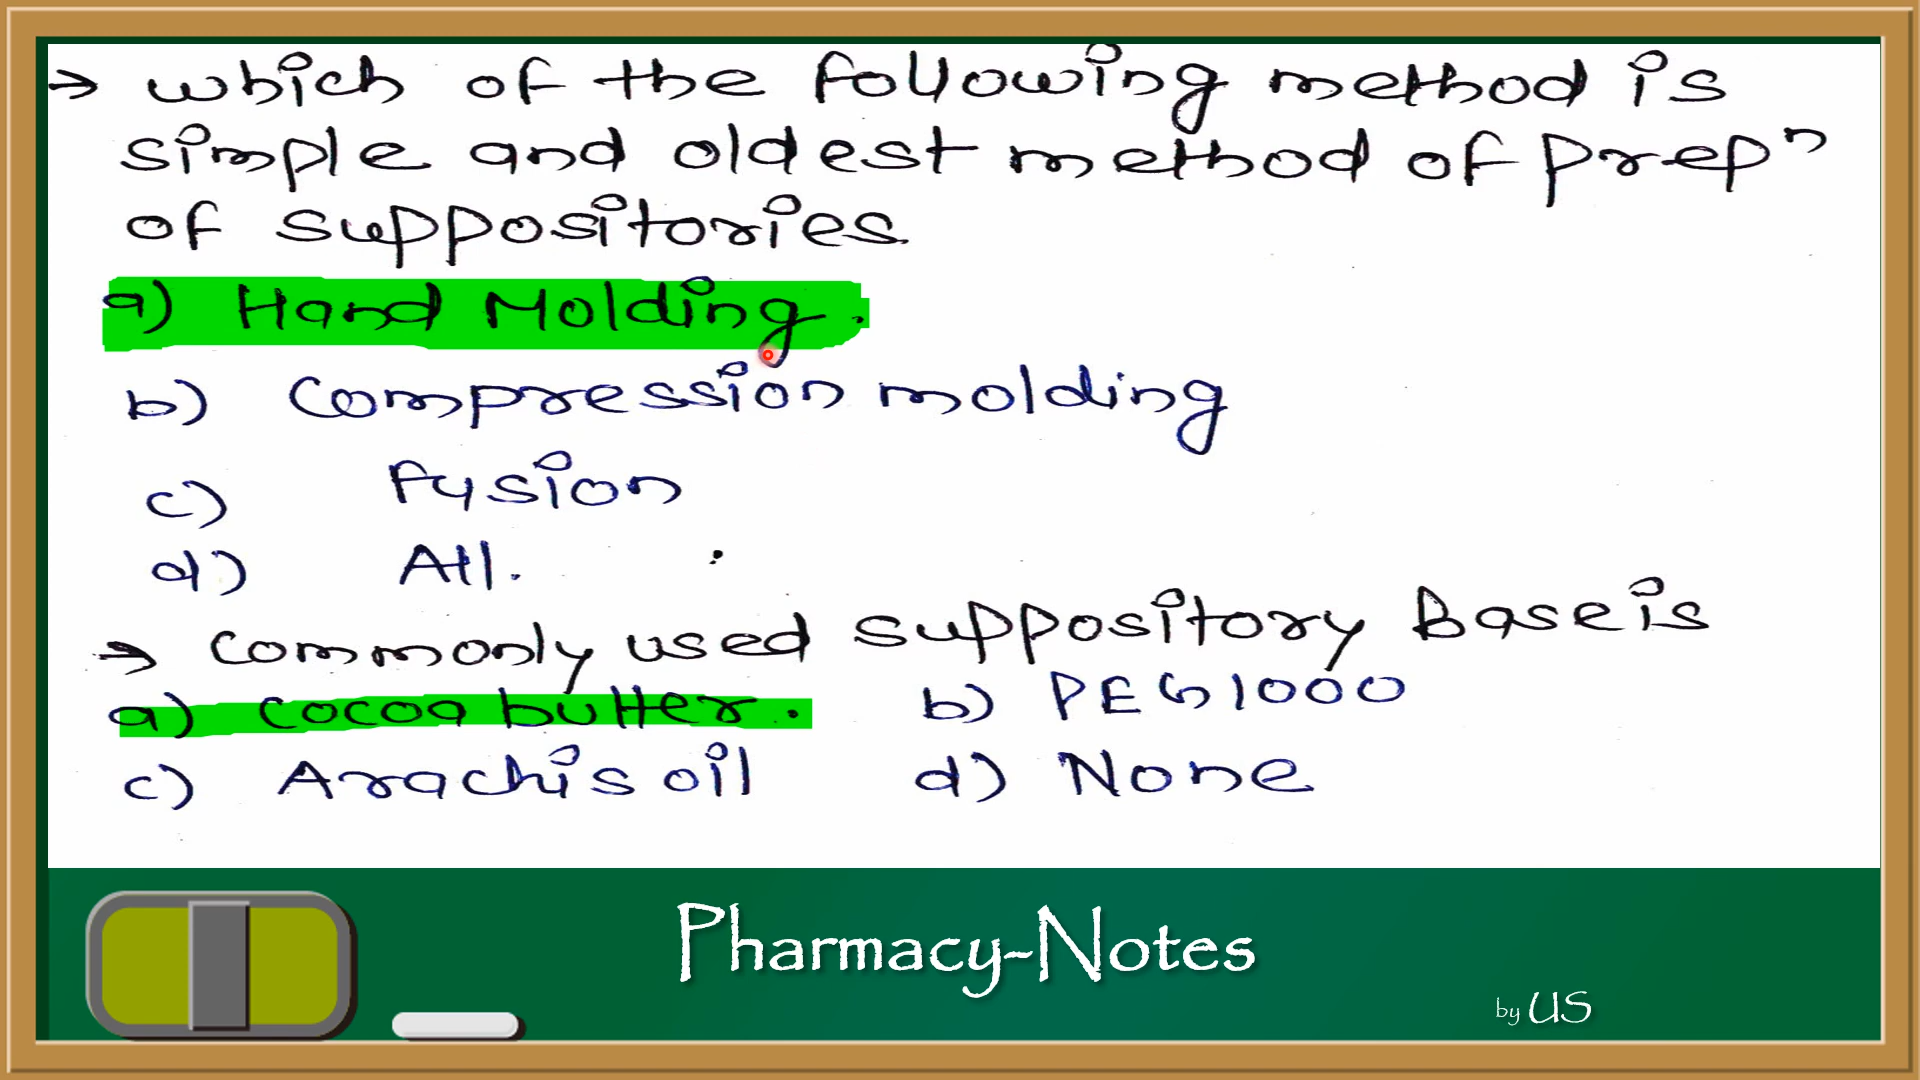 → which of the following method is
simple and oldest method of Prepⁿ
of suppositories
a) Hand Molding.
b) Compression molding
c) Fusion
d) All.
→ Commonly used suppository Base is
a) cocoa butter. b) PEG 1000
c) Arachis oil d) None
Pharmacy-Notes
by US